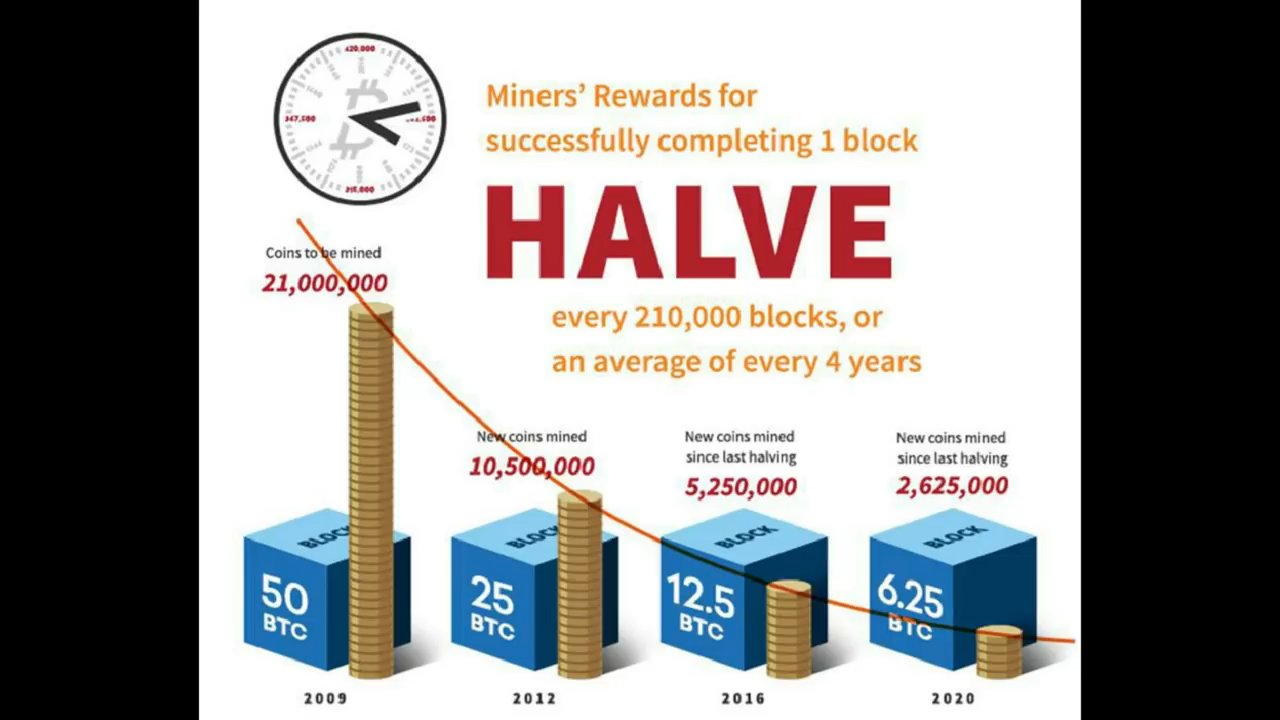 420,000
315,000
Miners' Rewards for
successfully completing 1 block
HALVE
every 210,000 blocks, or
an average of every 4 years
Coins to be mined
21,000,000
New coins mined
10,500,000
New coins mined
since last halving
5,250,000
New coins mined
since last halving
2,625,000
BLOCK
50
BTC
2009
BLOCK
25
BTC
2012
BLOCK
12.5
BTC
2016
BLOCK
6.25
BTC
2020